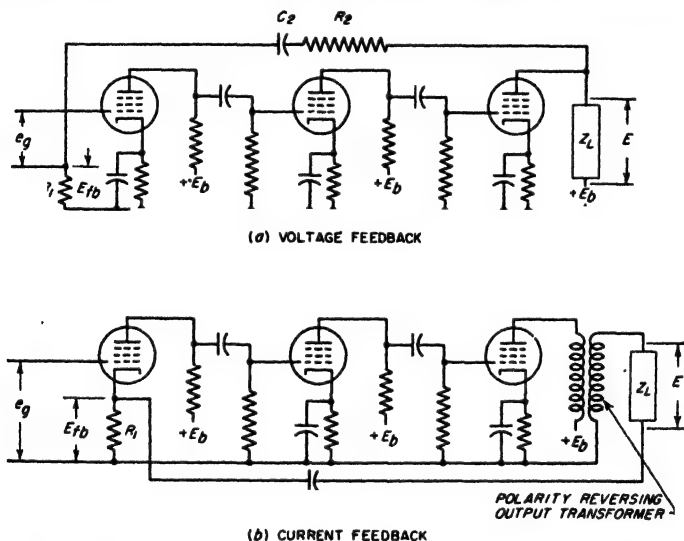 C2 R2
eg
R1 Efb
+Eb
+Eb
ZL
E
+Eb
(a) VOLTAGE FEEDBACK
eg
Efb
R1
+Eb
+Eb
+Eb
ZL
E
POLARITY REVERSING
OUTPUT TRANSFORMER
(b) CURRENT FEEDBACK